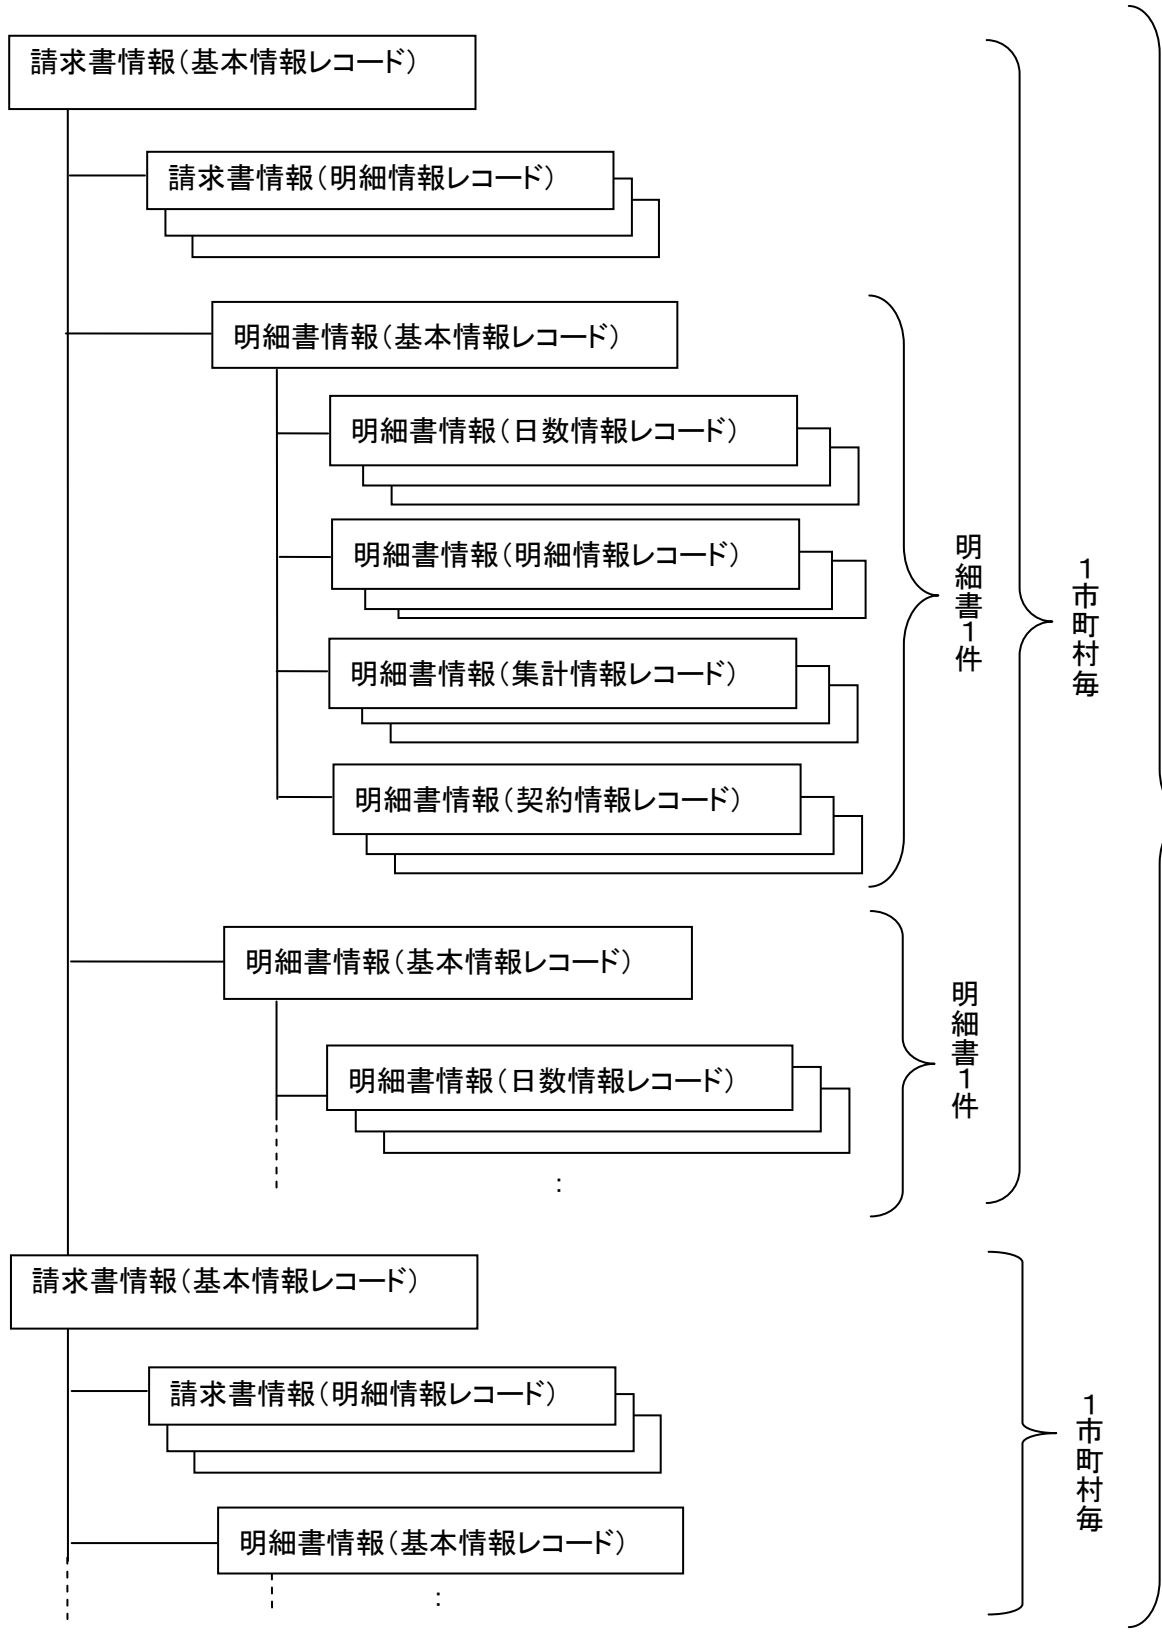 請求書情報(基本情報レコード)
請求書情報(明細情報レコード)
明細書情報(基本情報レコード)
明細書情報(日数情報レコード)
明細書情報(明細情報レコード)
明細書情報(集計情報レコード)
明細書情報(契約情報レコード)
明細書1件
1市町村毎
明細書情報(基本情報レコード)
明細書情報(日数情報レコード)
:
明細書1件
請求書情報(基本情報レコード)
請求書情報(明細情報レコード)
明細書情報(基本情報レコード)
:
1市町村毎